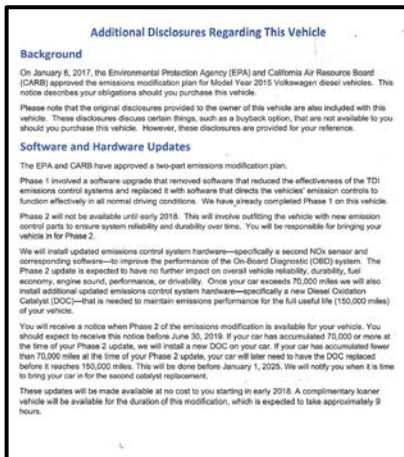 Additional Disclosures Regarding This Vehicle
Background
On January 6, 2017, the Environmental Protection Agency (EPA) and California Air Resource Board
(CARB) approved the emissions modification plan for Model Year 2015 Volkswagen diesel vehicles. This
notice describes your obligations should you purchase this vehicle.
Please note that the original disclosures provided to the owner of this vehicle are also included with this
vehicle. These disclosures discuss certain things, such as a buyback option, that are not available to you
should you purchase this vehicle. However, these disclosures are provided for your reference.
Software and Hardware Updates
The EPA and CARB have approved a two-part emissions modification plan.
Phase 1 involved a software upgrade that removed software that reduced the effectiveness of the TDI
emissions control systems and replaced it with software that directs the vehicles' emission controls to
function effectively in all normal driving conditions. We have already completed Phase 1 on this vehicle.
Phase 2 will not be available until early 2018. This will involve outfitting the vehicle with new emission
control parts to ensure system reliability and durability over time. You will be responsible for bringing your
vehicle in for Phase 2.
We will install updated emissions control system hardware—specifically a second NOx sensor and
corresponding software—to improve the performance of the On-Board Diagnostic (OBD) system. The
Phase 2 update is expected to have no further impact on overall vehicle reliability, durability, fuel
economy, engine sound, performance, or drivability. Once your car exceeds 70,000 miles we will also
install additional updated emissions control system hardware—specifically a new Diesel Oxidation
Catalyst (DOC)—that is needed to maintain emissions performance for the full useful life (150,000 miles)
of your vehicle.
You will receive a notice when Phase 2 of the emissions modification is available for your vehicle. You
should expect to receive this notice before June 30, 2019. If your car has accumulated 70,000 or more at
the time of your Phase 2 update, we will install a new DOC on your car. If your car has accumulated fewer
than 70,000 miles at the time of your Phase 2 update, your car will later need to have the DOC replaced
before it reaches 150,000 miles. This will be done before January 1, 2025. We will notify you when it is time
to bring your car in for the second catalyst replacement.
These updates will be made available at no cost to you starting in early 2018. A complimentary loaner
vehicle will be available for the duration of this modification, which is expected to take approximately 9
hours.